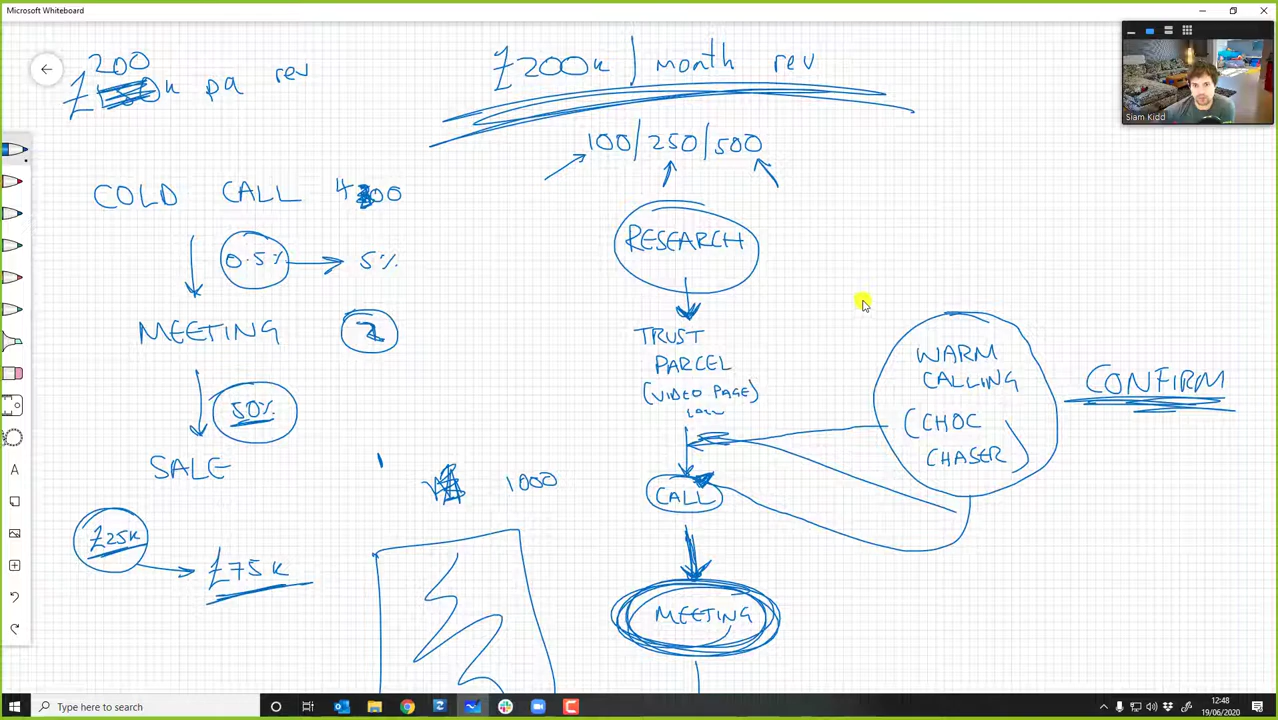 Microsoft Whiteboard
Siam Kidd
200
£ k pa rev
£200k / month rev
100/250/500
COLD CALL 400
0.5% 5%
MEETING 2
50%
SALE
£25k
£75k
1000
RESEARCH
TRUST
PARCEL
(VIDEO PAGE)
CALL
MEETING
WARM
CALLING
(CHOC
CHASER)
CONFIRM
Type here to search
12:48
19/06/2020